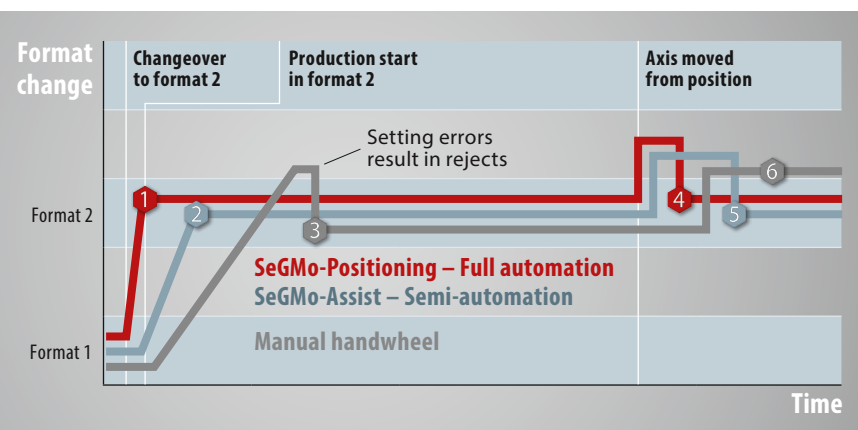 Format
change
Changeover
to format 2
Production start
in format 2
Axis moved
from position
Setting errors
result in rejects
6
1
4
Format 2
2
5
3
SeGMo-Positioning – Full automation
SeGMo-Assist – Semi-automation
Manual handwheel
Format 1
Time